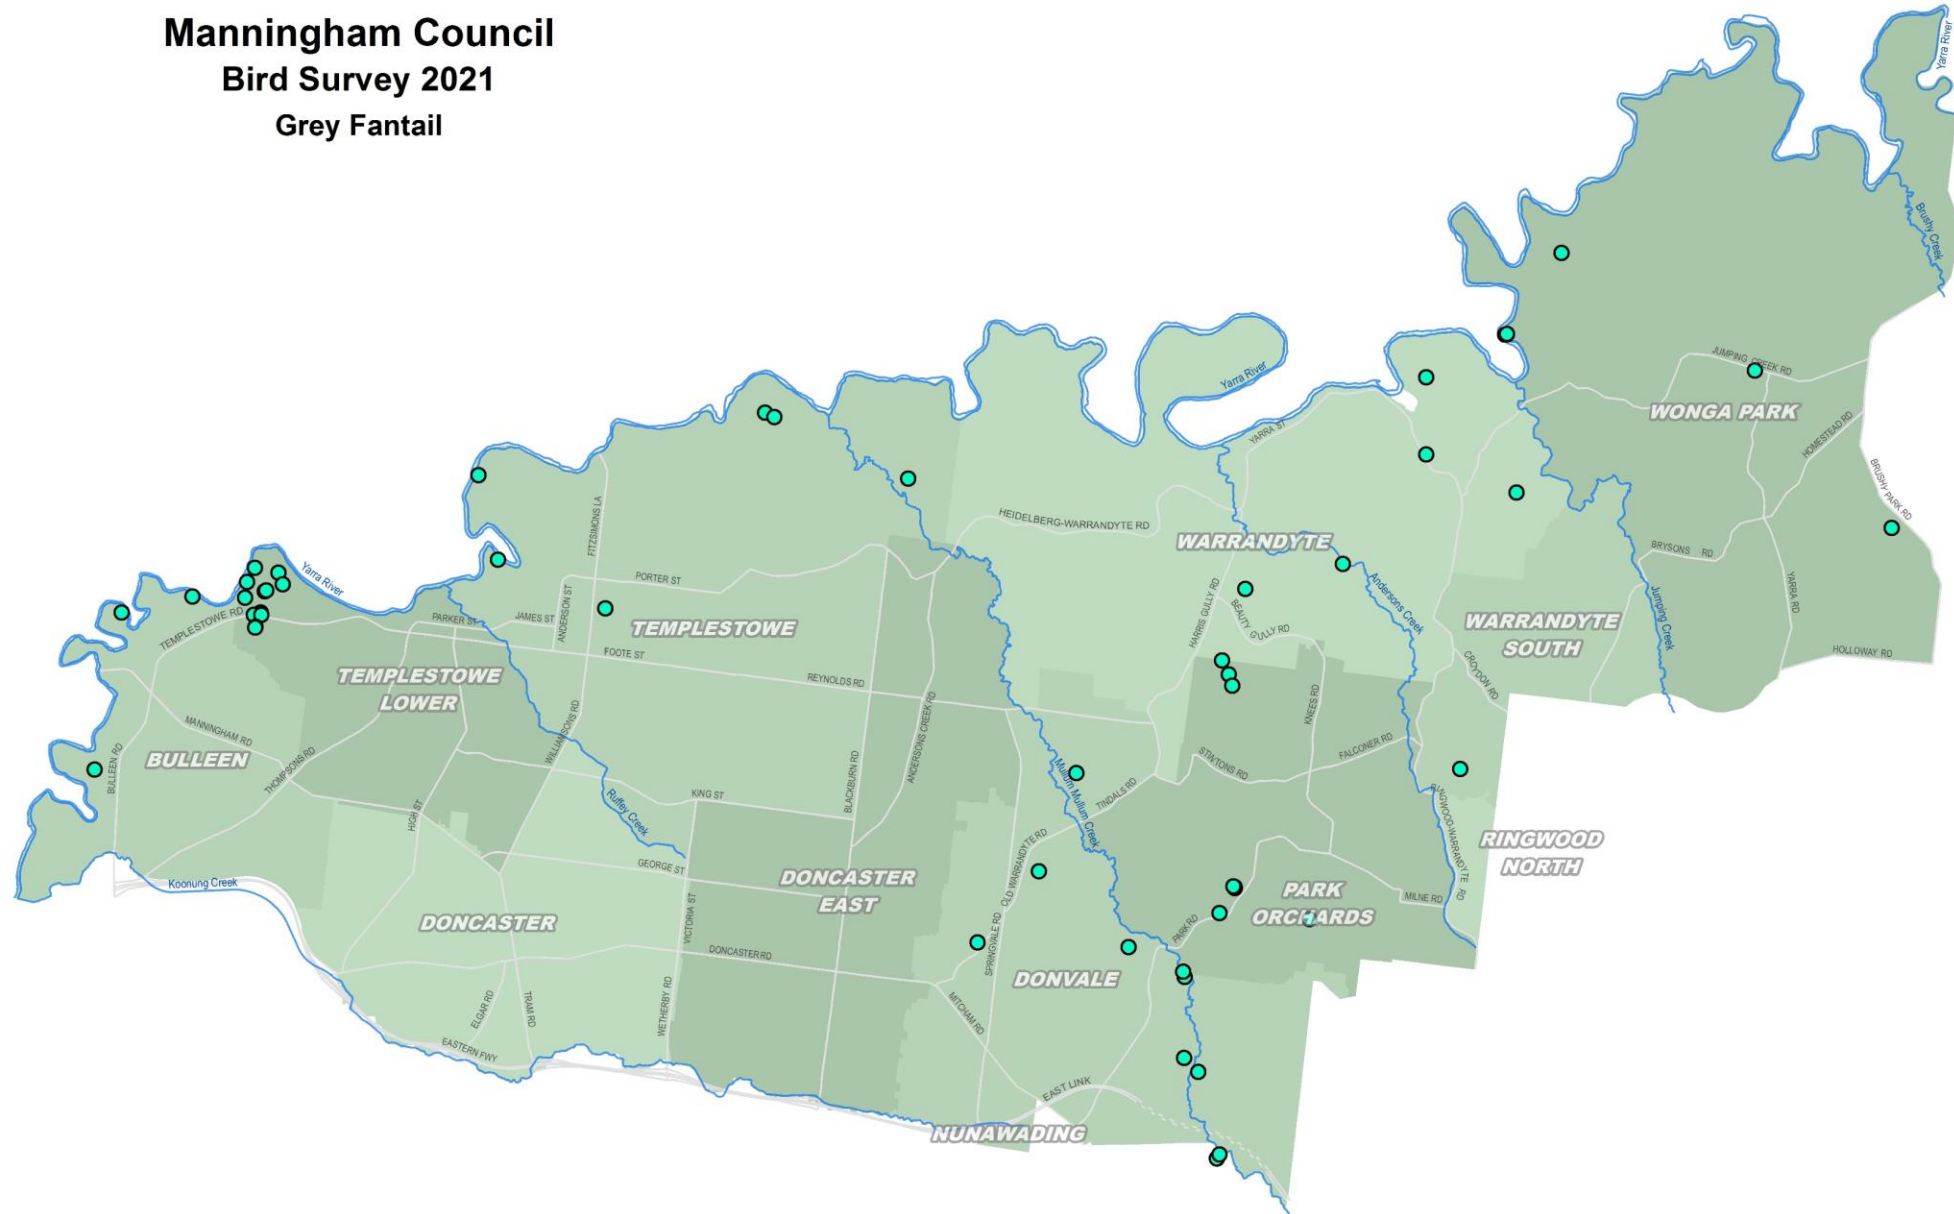 Manningham Council
Bird Survey 2021
Grey Fantail
Yarra River
Brushy Creek
JUMPING CREEK RD
WONGA PARK
HOMESTEAD RD
BRUSHY PARK RD
BRYSONS RD
YARRA RD
HOLLOWAY RD
Jumping Creek
Yarra River
YARRA ST
HEIDELBERG-WARRANDYTE RD
WARRANDYTE
Andersons Creek
HARRIS GULLY RD
BEAUTY GULLY RD
WARRANDYTE
SOUTH
CROYDON RD
KNEES RD
FALCONER RD
STINTONS RD
TINDALS RD
RINGWOOD-WARRANDYTE RD
RINGWOOD
NORTH
MILNE RD
PARK
ORCHARDS
PARK RD
Mullum Mullum Creek
OLD WARRANDYTE RD
SPRINGVALE RD
DONVALE
MITCHAM RD
EAST LINK
NUNAWADING
FITZSIMONS LA
PORTER ST
ANDERSON ST
JAMES ST
PARKER ST
TEMPLESTOWE
FOOTE ST
REYNOLDS RD
ANDERSONS CREEK RD
BLACKBURN RD
WILLIAMSONS RD
Ruffey Creek
KING ST
GEORGE ST
VICTORIA ST
DONCASTER
EAST
DONCASTER RD
WETHERBY RD
Yarra River
TEMPLESTOWE RD
TEMPLESTOWE
LOWER
MANNINGHAM RD
BULLEEN
BULLEEN RD
THOMPSONS RD
HIGH ST
Koonung Creek
DONCASTER
ELGAR RD
TRAM RD
EASTERN FWY